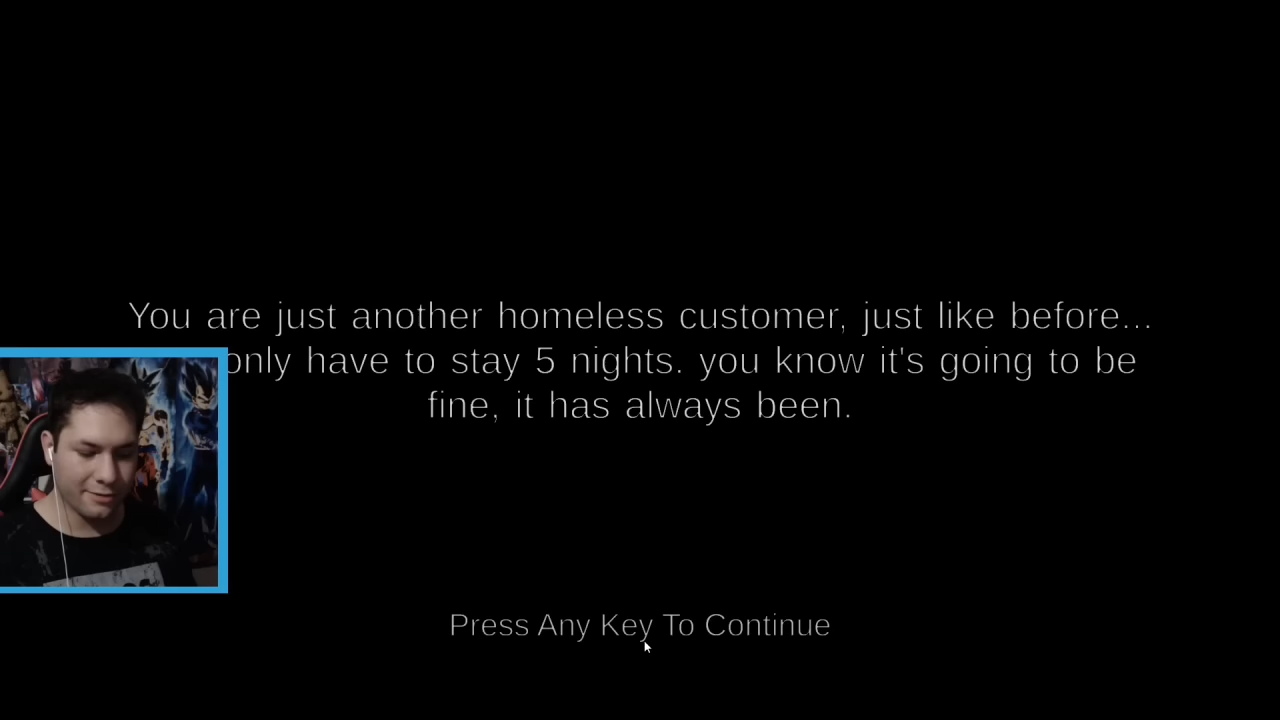 You are just another homeless customer, just like before...
only have to stay 5 nights. you know it's going to be
fine, it has always been.
Press Any Key To Continue